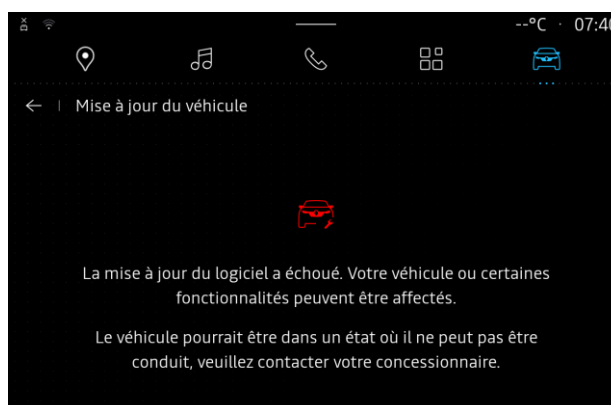 --°C · 07:40
Mise à jour du véhicule
La mise à jour du logiciel a échoué. Votre véhicule ou certaines
fonctionnalités peuvent être affectés.
Le véhicule pourrait être dans un état où il ne peut pas être
conduit, veuillez contacter votre concessionnaire.